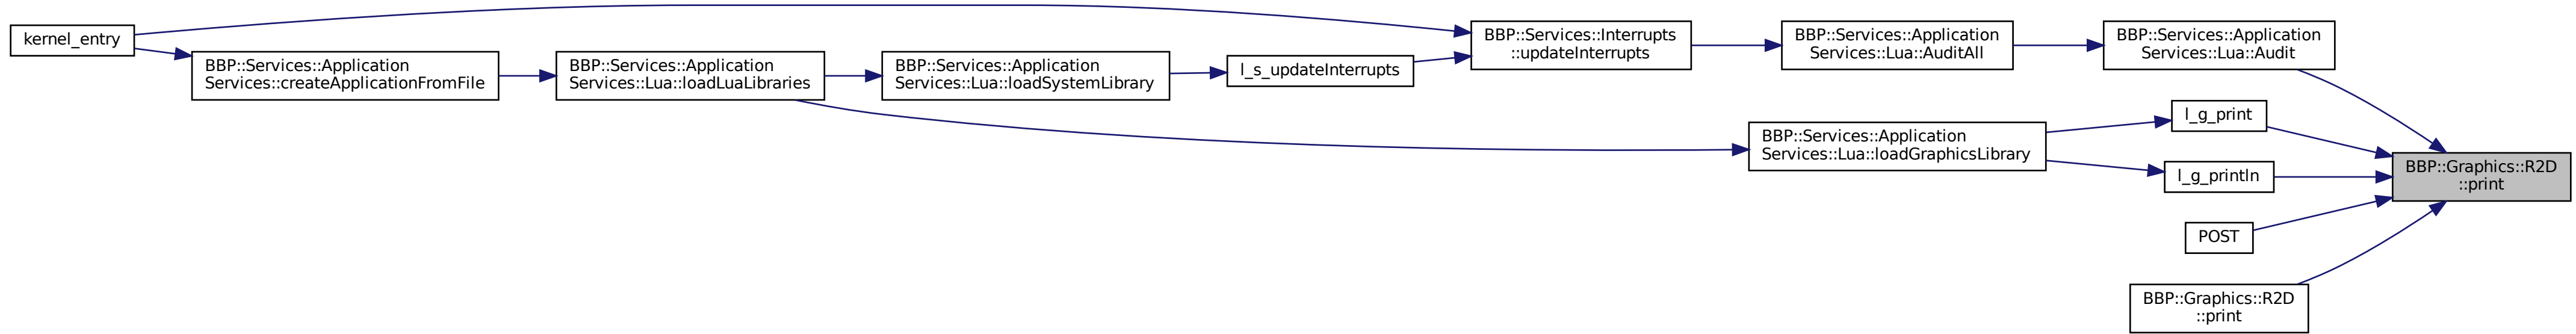 kernel_entry
BBP::Services::Application
Services::createApplicationFromFile
BBP::Services::Application
Services::Lua::loadLuaLibraries
BBP::Services::Application
Services::Lua::loadSystemLibrary
l_s_updateInterrupts
BBP::Services::Interrupts
::updateInterrupts
BBP::Services::Application
Services::Lua::AuditAll
BBP::Services::Application
Services::Lua::Audit
BBP::Services::Application
Services::Lua::loadGraphicsLibrary
l_g_print
l_g_println
POST
BBP::Graphics::R2D
::print
BBP::Graphics::R2D
::print